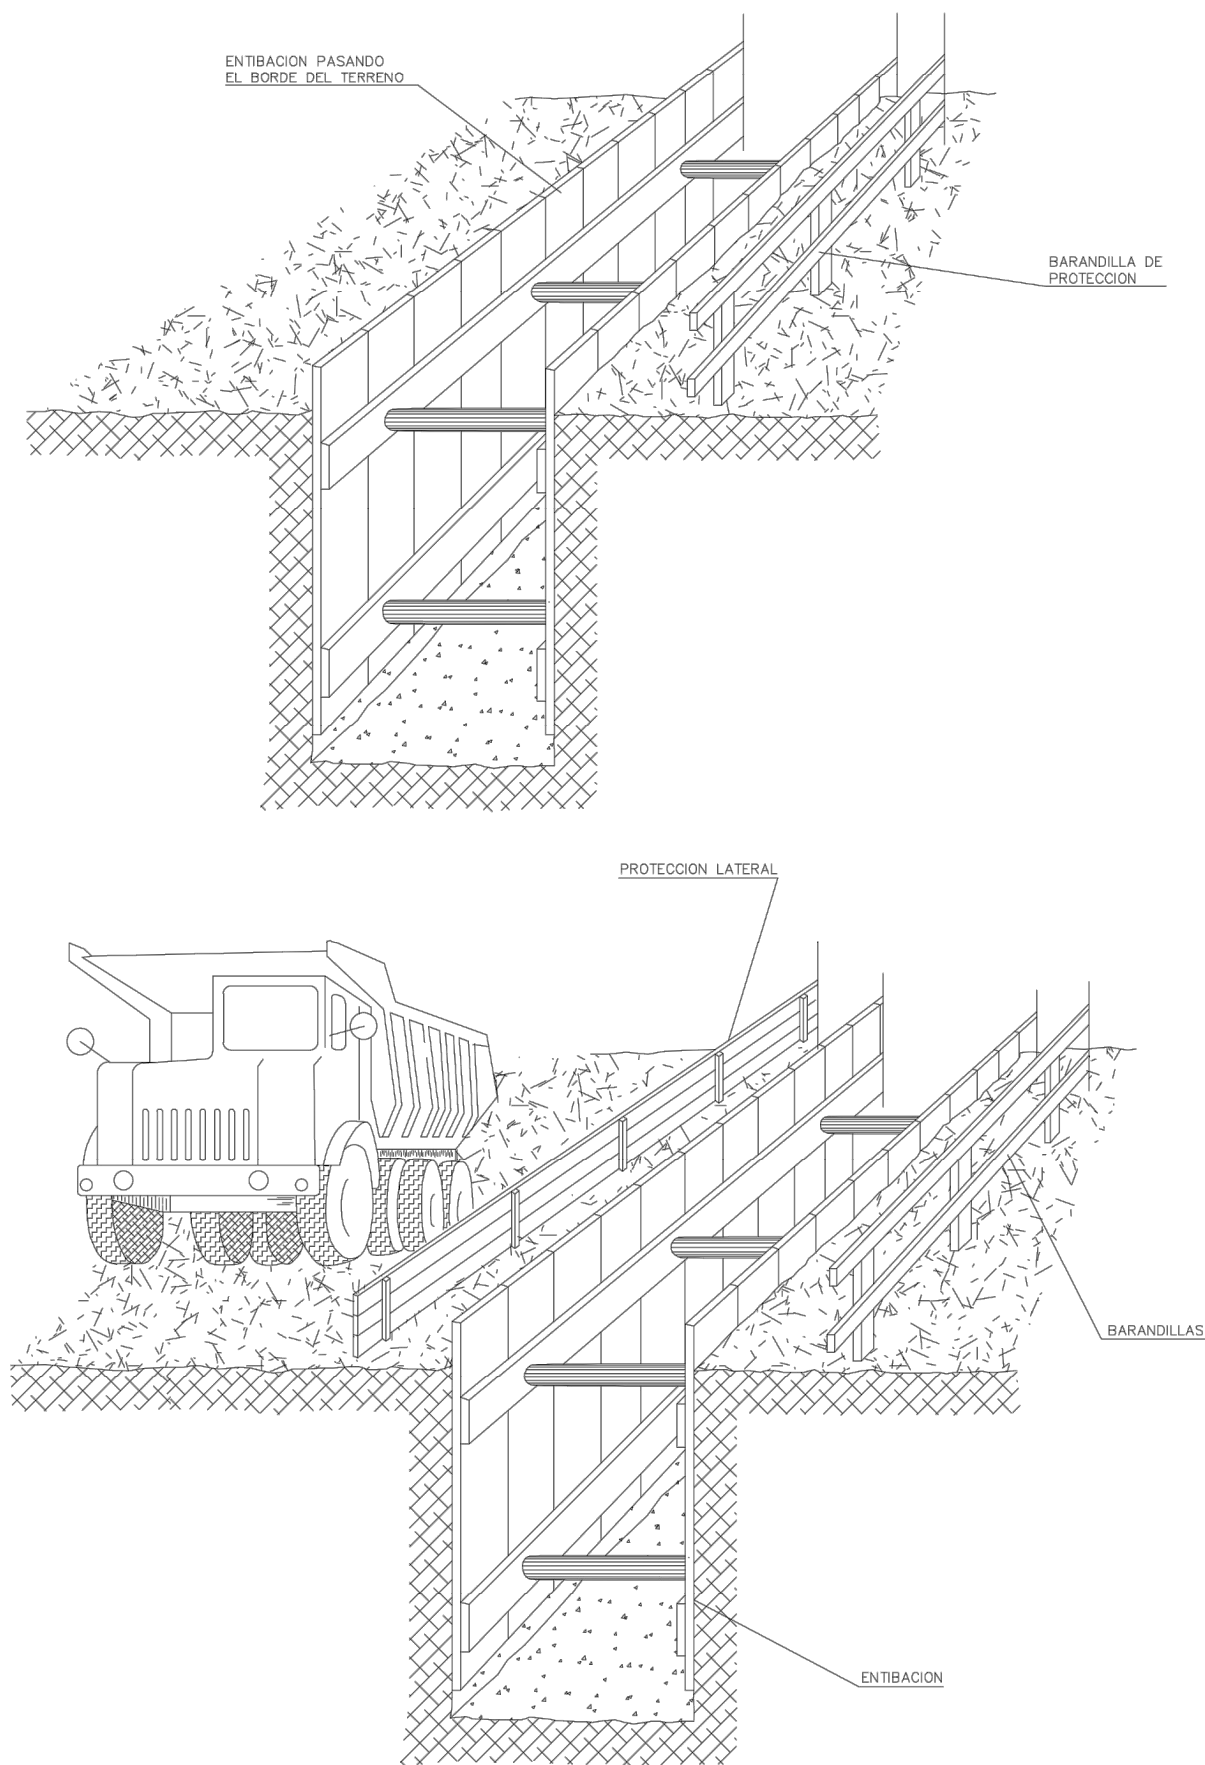 ENTIBACION PASANDO
EL BORDE DEL TERRENO
BARANDILLA DE
PROTECCION
PROTECCION LATERAL
BARANDILLAS
ENTIBACION